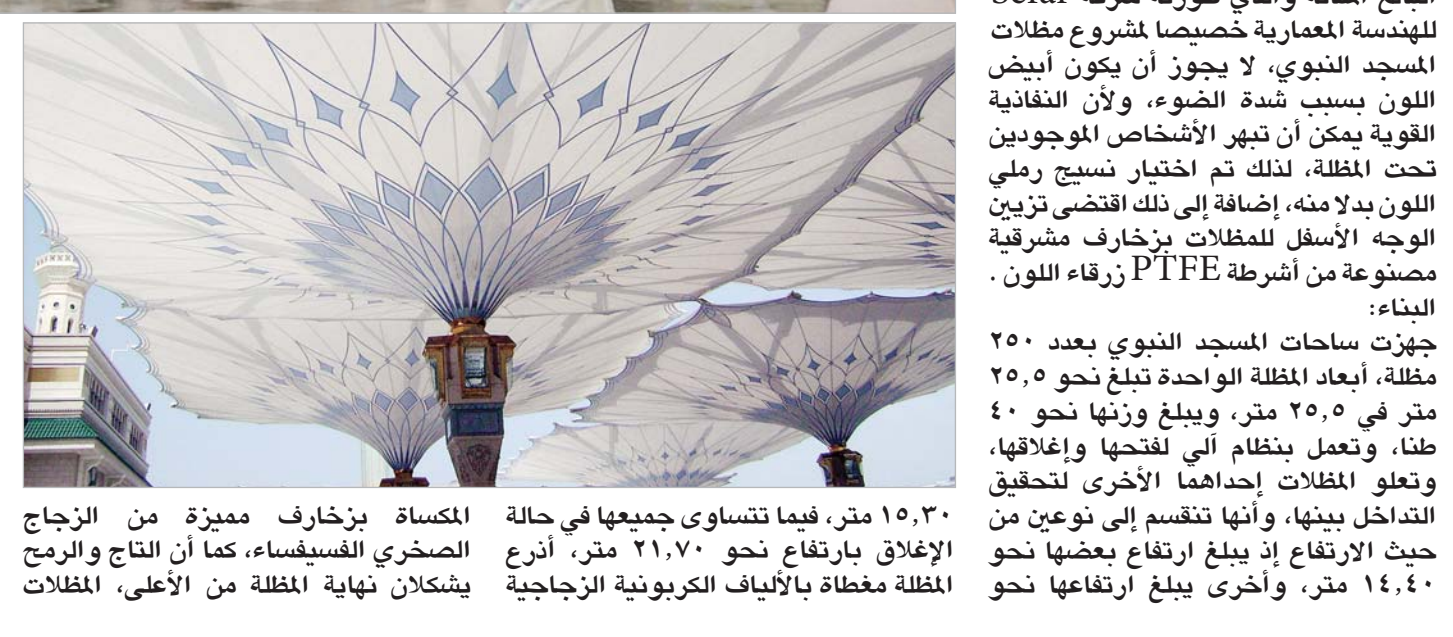 للهندسة المعمارية خصيصا لمشروع مظلات
المسجد النبوي، لا يجوز أن يكون أبيض
اللون بسبب شدة الضوء، ولأن النفاذية
القوية يمكن أن تبهر الأشخاص الموجودين
تحت المظلة، لذلك تم اختيار نسيج رملي
اللون بدلا منه، إضافة إلى ذلك اقتضى تزيين
الوجه الأسفل للمظلات بزخارف مشرقية
مصنوعة من أشرطة PTFE زرقاء اللون .
البناء:
جهزت ساحات المسجد النبوي بعدد ٢٥٠
مظلة، أبعاد المظلة الواحدة تبلغ نحو ٢٥,٥
متر في ٢٥,٥ متر، ويبلغ وزنها نحو ٤٠
طنا، وتعمل بنظام آلي لفتحها وإغلاقها،
وتعلو المظلات إحداهما الأخرى لتحقيق
التداخل بينها، وأنها تنقسم إلى نوعين من
حيث الارتفاع إذ يبلغ ارتفاع بعضها نحو
١٤,٤٠ متر، وأخرى يبلغ ارتفاعها نحو
١٥,٣٠ متر، فيما تتساوى جميعها في حالة
الإغلاق بارتفاع نحو ٢١,٧٠ متر، أذرع
المظلة مغطاة بالألياف الكربونية الزجاجية
المكساة بزخارف مميزة من الزجاج
الصخري الفسيفساء، كما أن التاج والرمح
يشكلان نهاية المظلة من الأعلى، المظلات